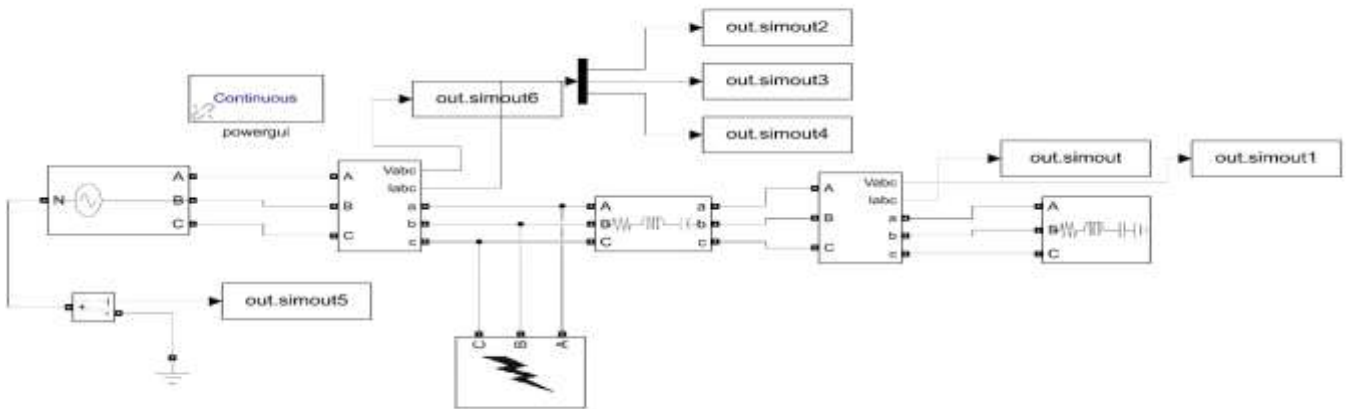 out.simout2
Continuous
out.simout6
out.simout3
powergui
out.simout4
A
A
Vabc
Iabc
N
B
B
a
C
C
b
c
A
B
C
a
b
c
A
B
C
Vabc
Iabc
a
b
c
out.simout
out.simout1
A
B
C
+
-
out.simout5
C
B
A